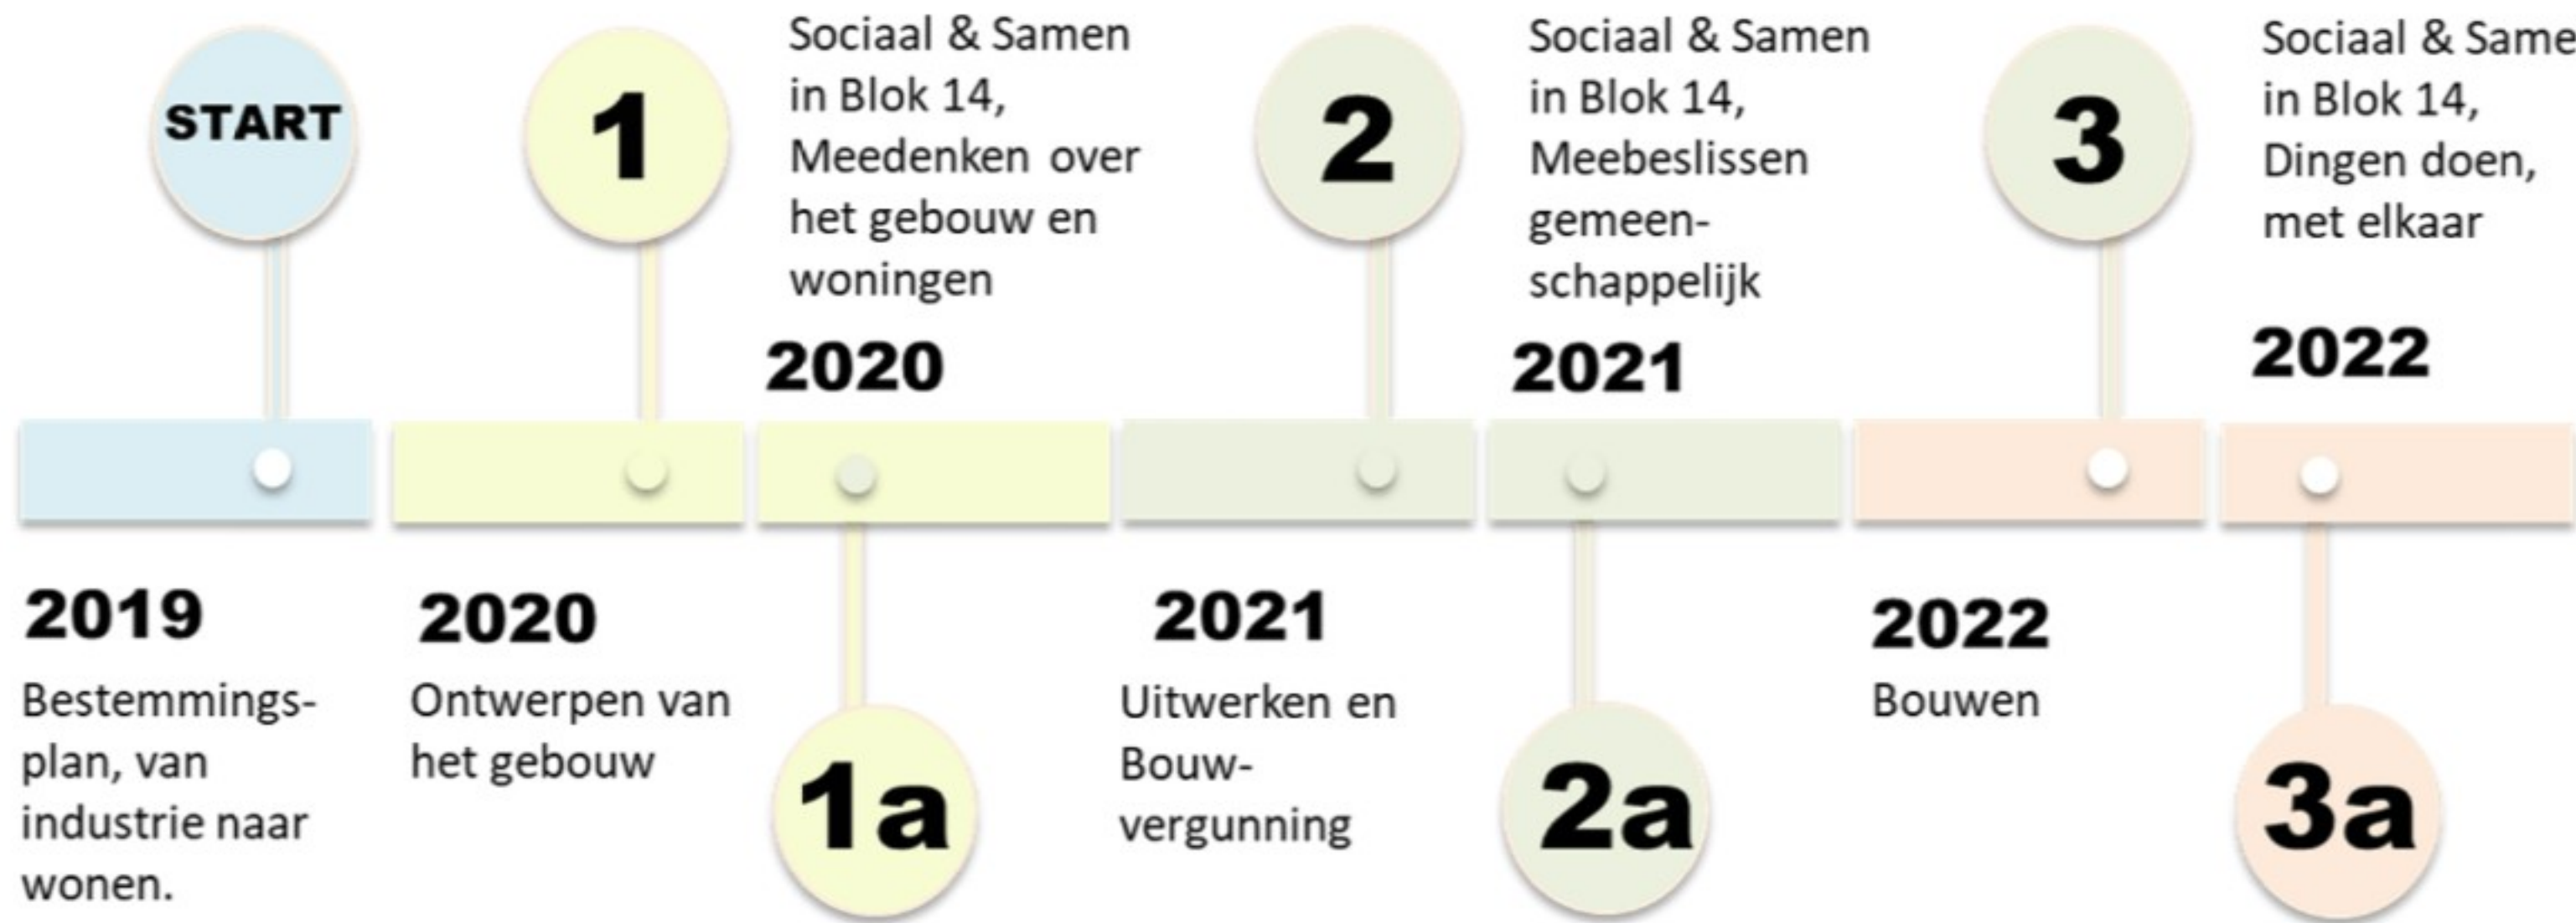 START
2019
Bestemmings-
plan, van
industrie naar
wonen.
1
2020
Ontwerpen van
het gebouw
Sociaal & Samen
in Blok 14,
Meedenken over
het gebouw en
woningen
2020
1a
2
2021
Uitwerken en
Bouw-
vergunning
Sociaal & Samen
in Blok 14,
Meebeslissen
gemeen-
schappelijk
2021
2a
3
2022
Bouwen
Sociaal & Same
in Blok 14,
Dingen doen,
met elkaar
2022
3a